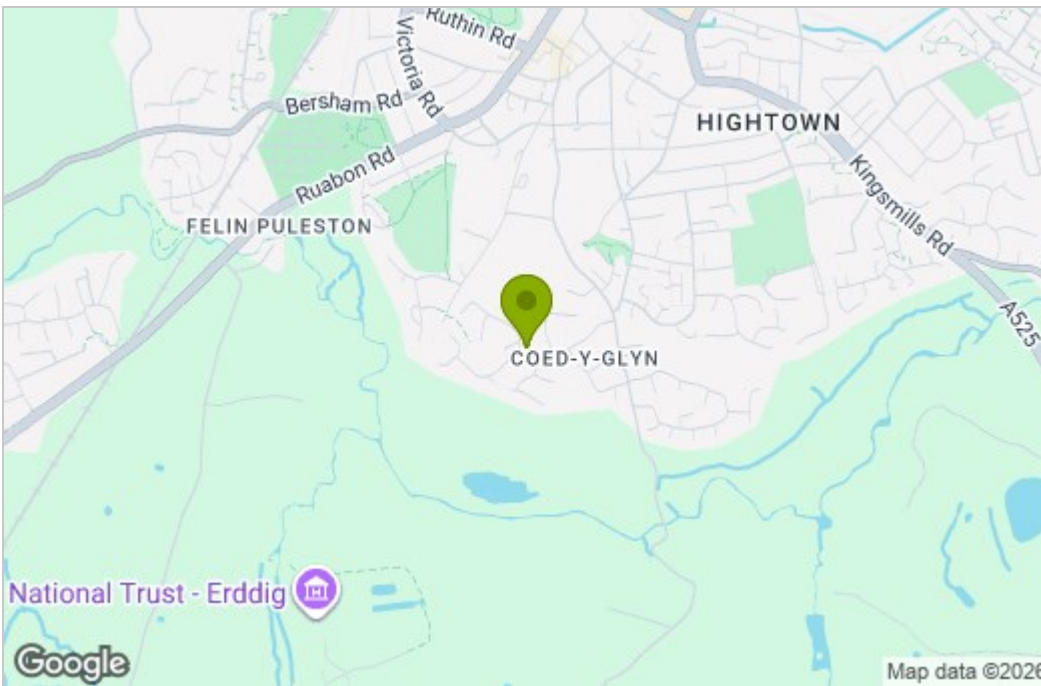 Ruthin Rd
Victoria Rd
Bersham Rd
HIGHTOWN
Ruabon Rd
Kingsmills Rd
FELIN PULESTON
A525
COED-Y-GLYN
National Trust - Erddig
Google
Map data ©2026